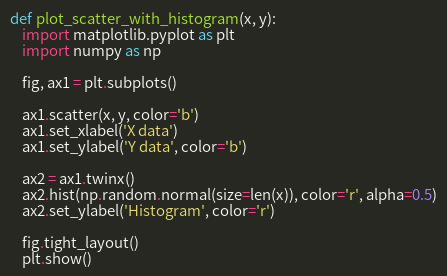 def plot_scatter_with_histogram(x, y):
    import matplotlib.pyplot as plt
    import numpy as np

    fig, ax1 = plt.subplots()

    ax1.scatter(x, y, color='b')
    ax1.set_xlabel('X data')
    ax1.set_ylabel('Y data', color='b')

    ax2 = ax1.twinx()
    ax2.hist(np.random.normal(size=len(x)), color='r', alpha=0.5)
    ax2.set_ylabel('Histogram', color='r')

    fig.tight_layout()
    plt.show()